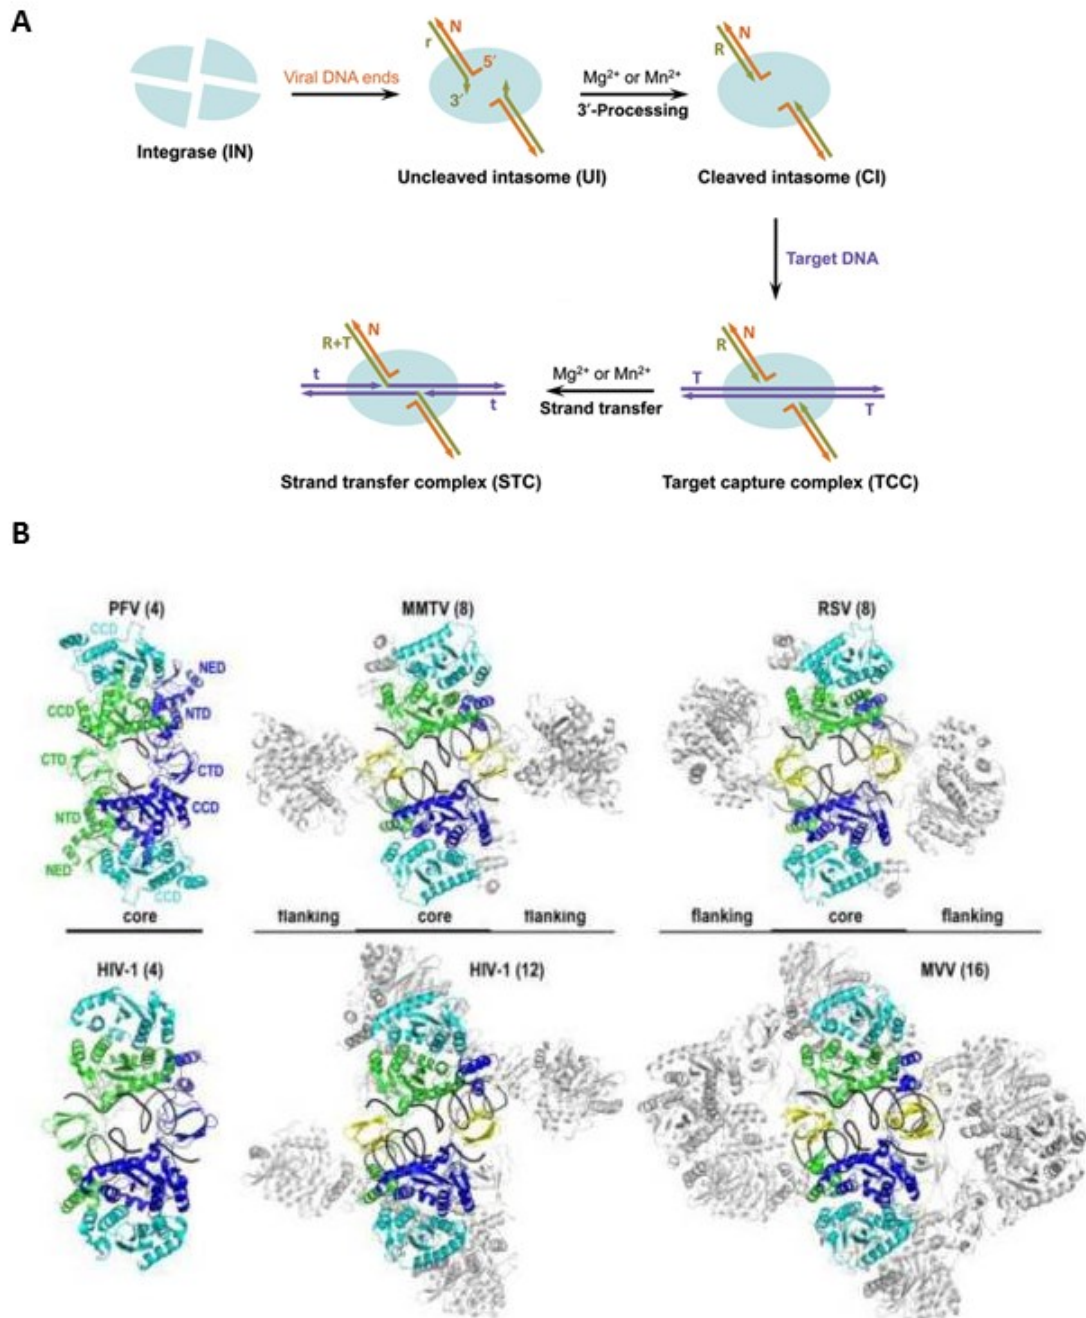 A
Integrase (IN)
Viral DNA ends
r
N
5′
3′
Uncleaved intasome (UI)
Mg²⁺ or Mn²⁺
3′-Processing
R
N
Cleaved intasome (CI)
Target DNA
R
N
T
T
Target capture complex (TCC)
Mg²⁺ or Mn²⁺
Strand transfer
R+T
N
t
t
Strand transfer complex (STC)
B
PFV (4)
CCD
NED
CCD
NTD
CTD
CTD
NTD
CCD
NED
CCD
core
MMTV (8)
flanking
core
flanking
RSV (8)
flanking
core
flanking
HIV-1 (4)
HIV-1 (12)
MVV (16)